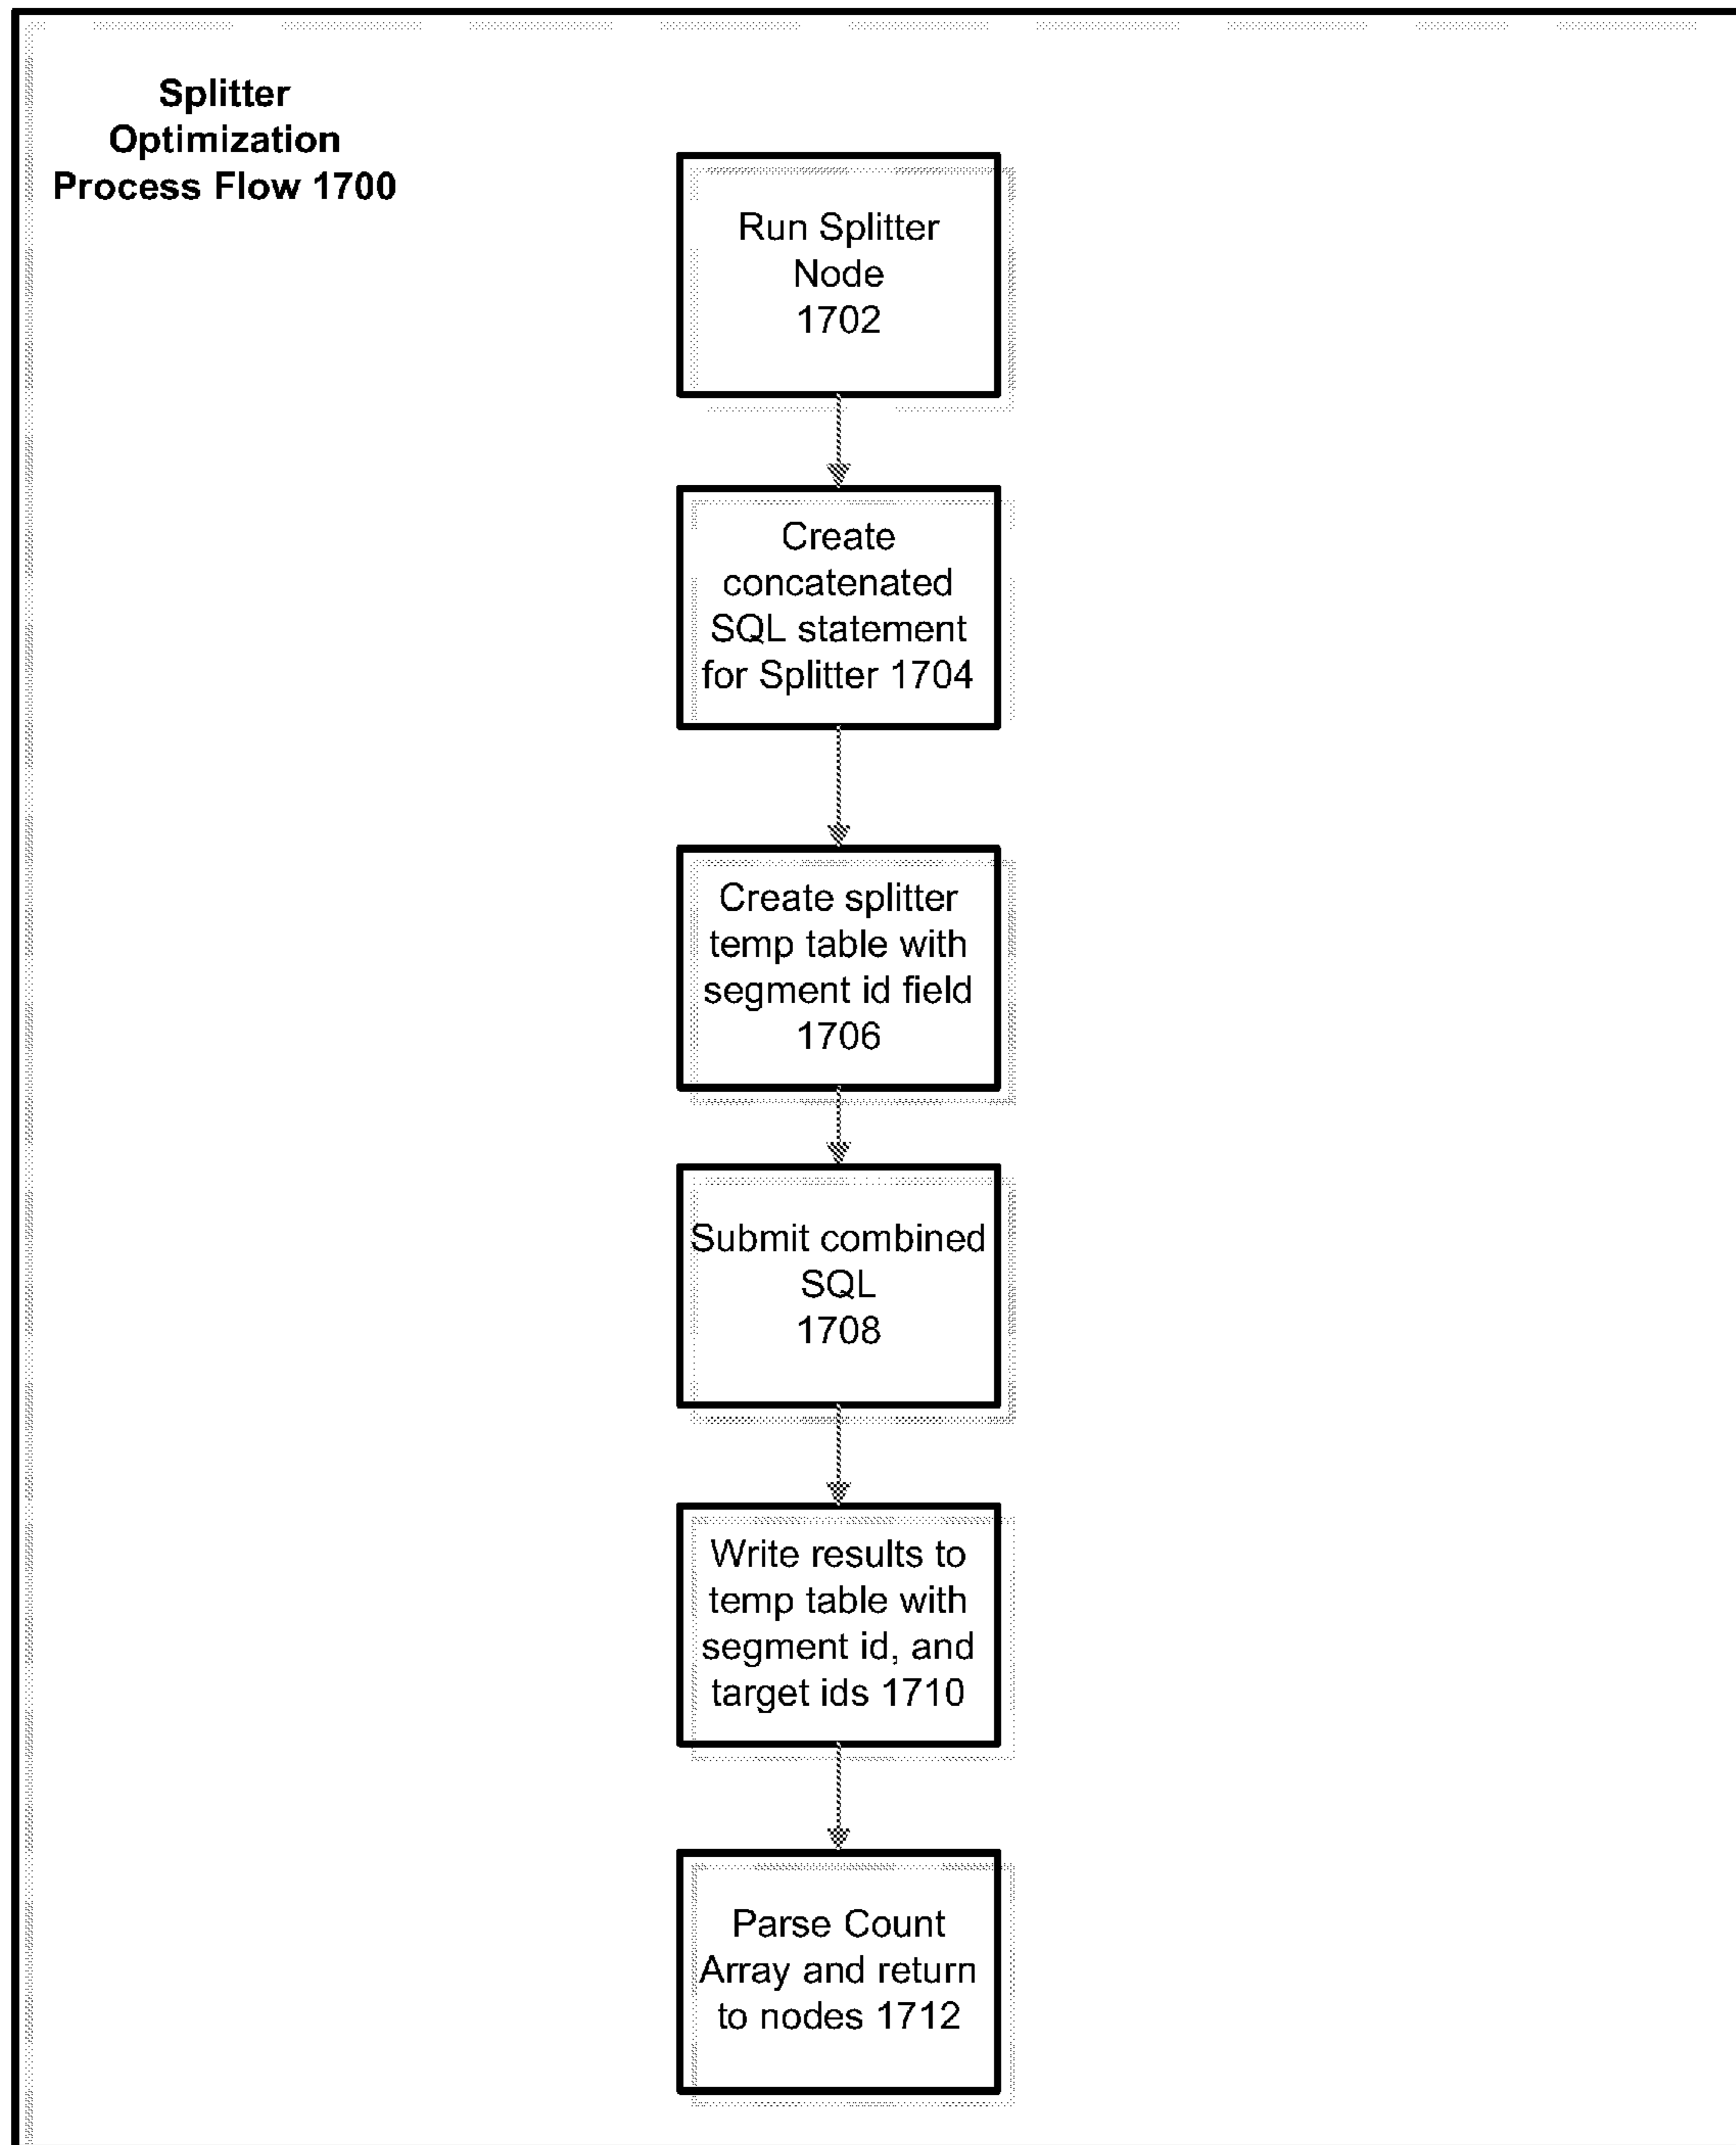 Splitter
Optimization
Process Flow 1700
Run Splitter
Node
1702
Create
concatenated
SQL statement
for Splitter 1704
Create splitter
temp table with
segment id field
1706
Submit combined
SQL
1708
Write results to
temp table with
segment id, and
target ids 1710
Parse Count
Array and return
to nodes 1712